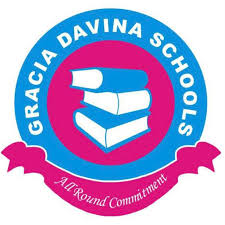 GRACIA DAVINA SCHOOLS
All Round Commitment